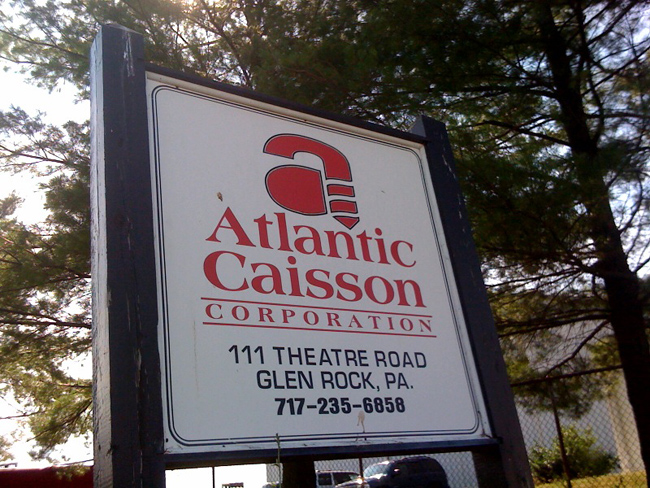 Atlantic
Caisson
CORPORATION
111 THEATRE ROAD
GLEN ROCK, PA.
717-235-6858